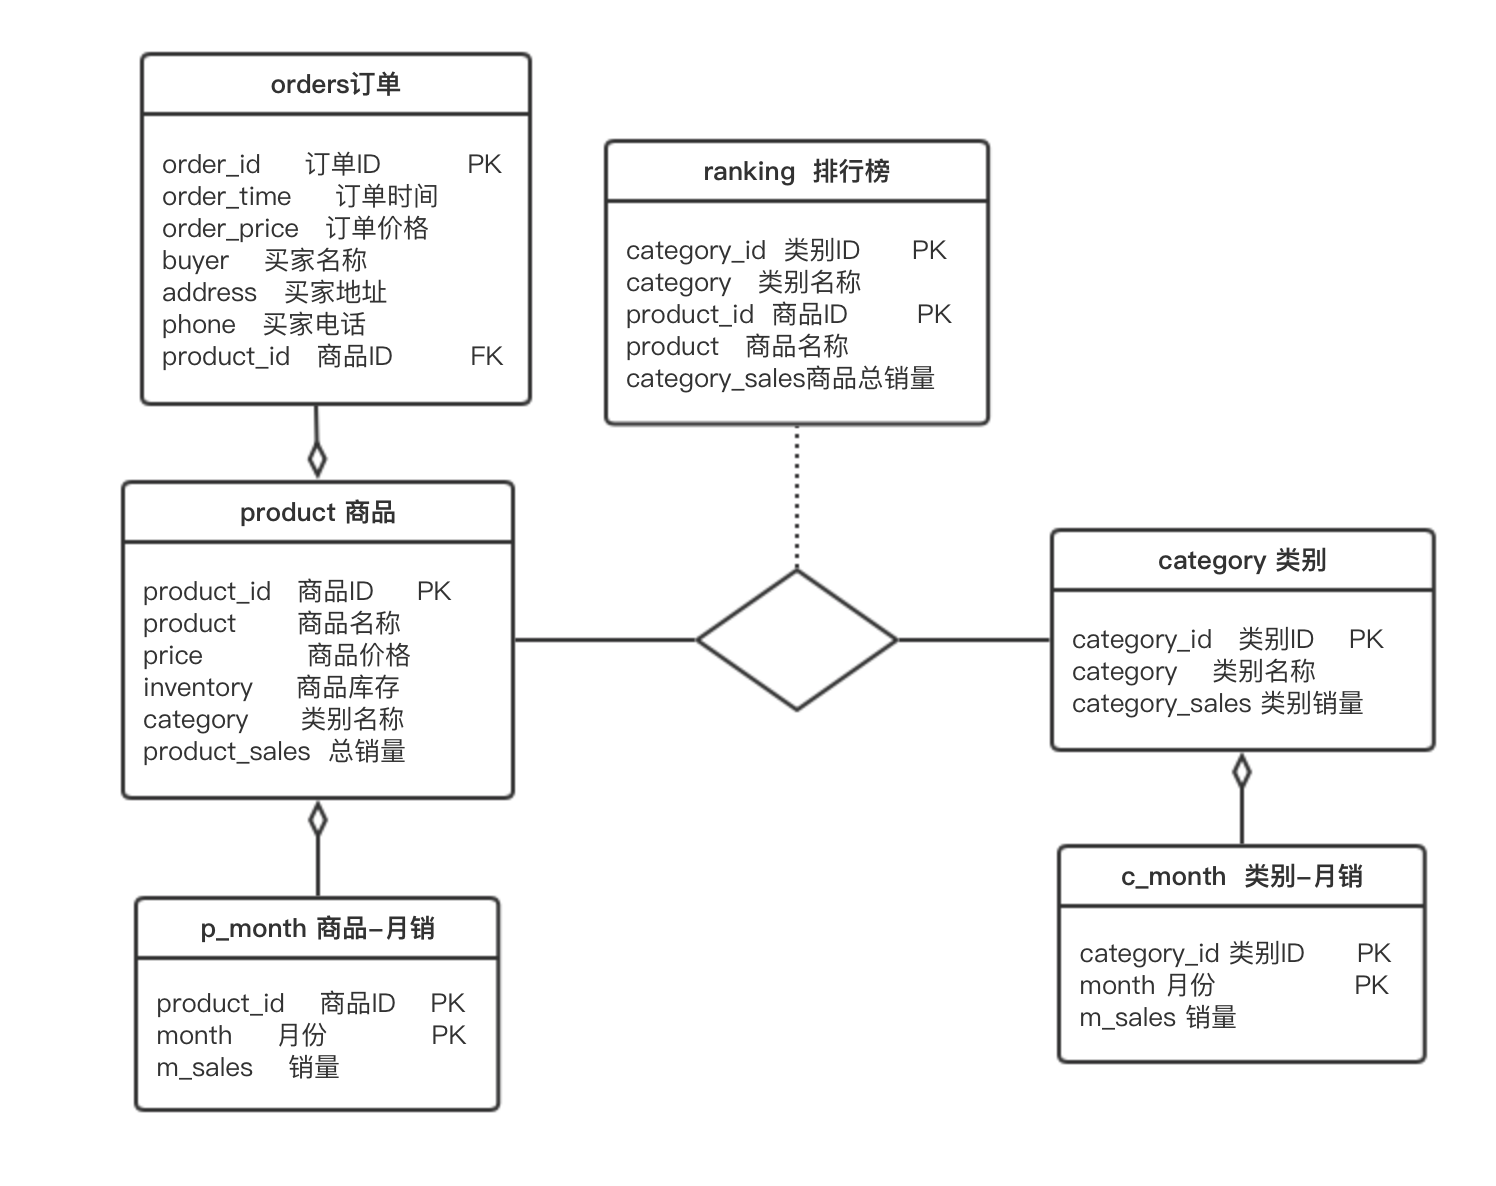 orders订单
order_id 订单ID PK
order_time 订单时间
order_price 订单价格
buyer 买家名称
address 买家地址
phone 买家电话
product_id 商品ID FK
ranking 排行榜
category_id 类别ID PK
category 类别名称
product_id 商品ID PK
product 商品名称
category_sales商品总销量
product 商品
product_id 商品ID PK
product 商品名称
price 商品价格
inventory 商品库存
category 类别名称
product_sales 总销量
category 类别
category_id 类别ID PK
category 类别名称
category_sales 类别销量
p_month 商品-月销
product_id 商品ID PK
month 月份 PK
m_sales 销量
c_month 类别-月销
category_id 类别ID PK
month 月份 PK
m_sales 销量